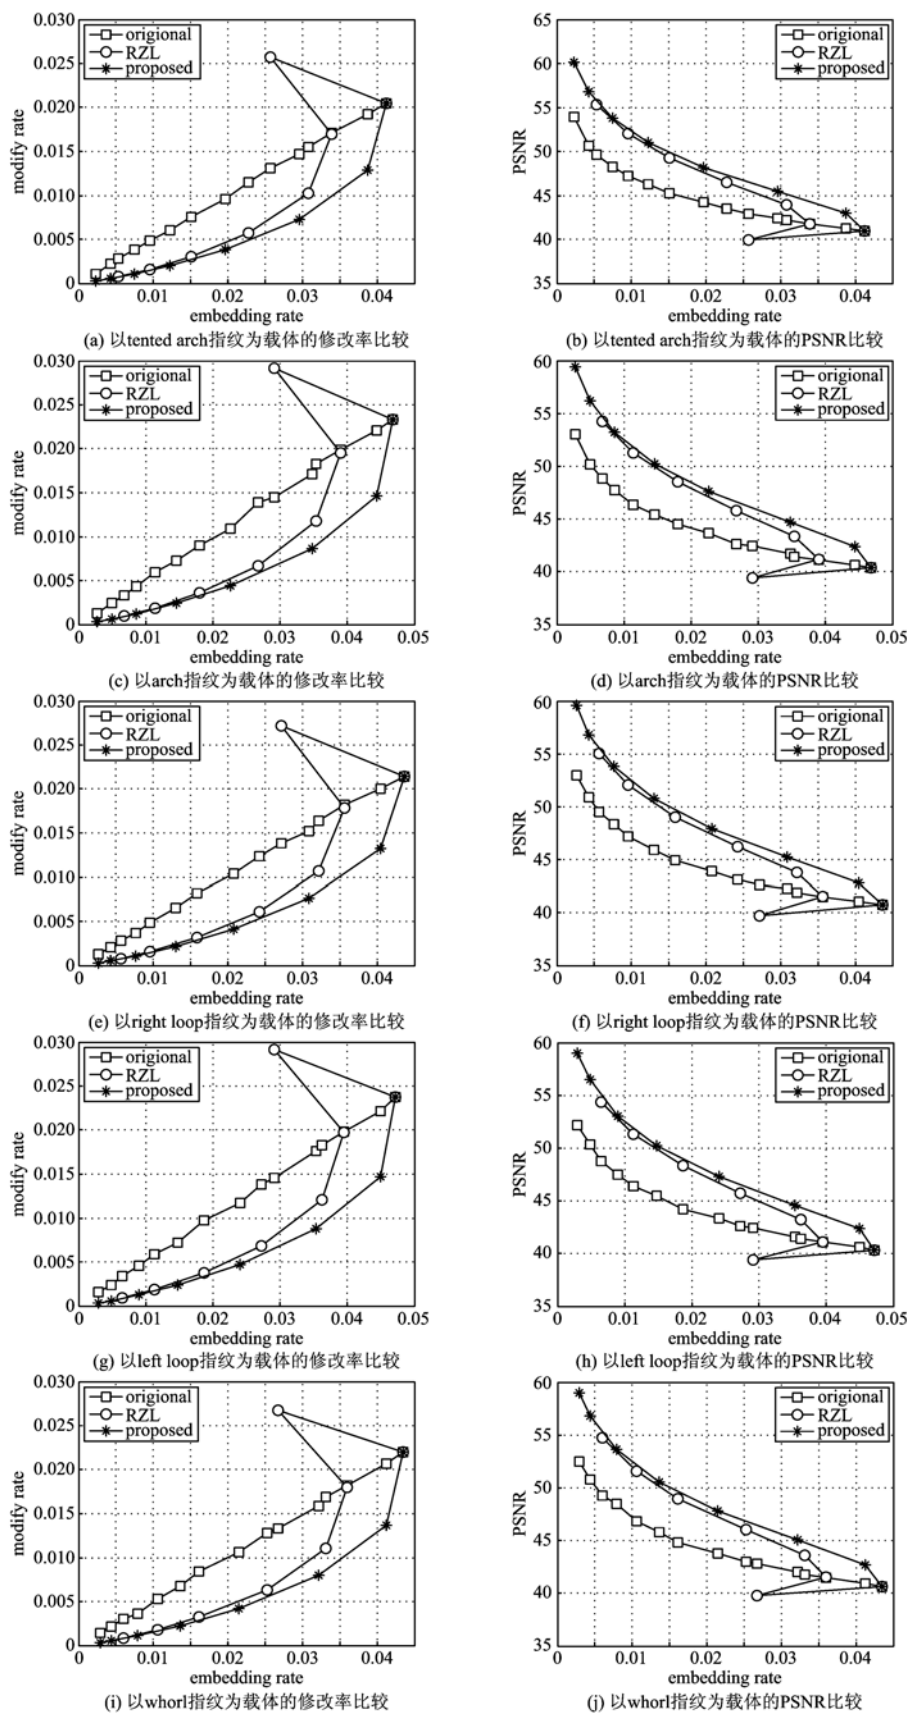 0.030
0.025
0.020
0.015
0.010
0.005
0
modify rate
origional
RZL
proposed
0 0.01 0.02 0.03 0.04
embedding rate
(a) 以tented arch指纹为载体的修改率比较
65
60
55
50
45
40
35
PSNR
origional
RZL
proposed
0 0.01 0.02 0.03 0.04
embedding rate
(b) 以tented arch指纹为载体的PSNR比较
0.030
0.025
0.020
0.015
0.010
0.005
0
modify rate
origional
RZL
proposed
0 0.01 0.02 0.03 0.04 0.05
embedding rate
(c) 以arch指纹为载体的修改率比较
60
55
50
45
40
35
PSNR
origional
RZL
proposed
0 0.01 0.02 0.03 0.04 0.05
embedding rate
(d) 以arch指纹为载体的PSNR比较
0.030
0.025
0.020
0.015
0.010
0.005
0
modify rate
origional
RZL
proposed
0 0.01 0.02 0.03 0.04
embedding rate
(e) 以right loop指纹为载体的修改率比较
60
55
50
45
40
35
PSNR
origional
RZL
proposed
0 0.01 0.02 0.03 0.04
embedding rate
(f) 以right loop指纹为载体的PSNR比较
0.030
0.025
0.020
0.015
0.010
0.005
0
modify rate
origional
RZL
proposed
0 0.01 0.02 0.03 0.04 0.05
embedding rate
(g) 以left loop指纹为载体的修改率比较
60
55
50
45
40
35
PSNR
origional
RZL
proposed
0 0.01 0.02 0.03 0.04 0.05
embedding rate
(h) 以left loop指纹为载体的PSNR比较
0.030
0.025
0.020
0.015
0.010
0.005
0
modify rate
origional
RZL
proposed
0 0.01 0.02 0.03 0.04
embedding rate
(i) 以whorl指纹为载体的修改率比较
60
55
50
45
40
35
PSNR
origional
RZL
proposed
0 0.01 0.02 0.03 0.04
embedding rate
(j) 以whorl指纹为载体的PSNR比较